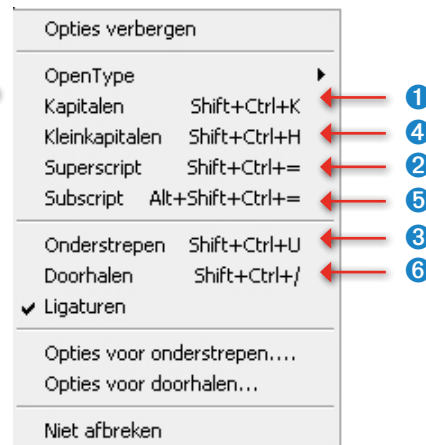 Opties verbergen
OpenType
Kapitalen Shift+Ctrl+K 1
Kleinkapitalen Shift+Ctrl+H 4
Superscript Shift+Ctrl+= 2
Subscript Alt+Shift+Ctrl+= 5
Onderstrepen Shift+Ctrl+U 3
Doorhalen Shift+Ctrl+/ 6
Ligaturen
Opties voor onderstrepen....
Opties voor doorhalen...
Niet afbreken